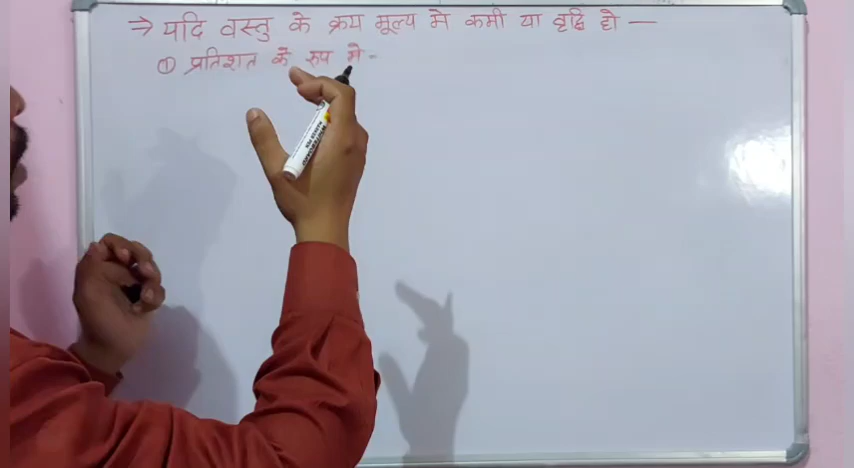 → यदि वस्तु के क्रय मूल्य मे कमी या वृद्धि हो —
① प्रतिशत के रूप मे-